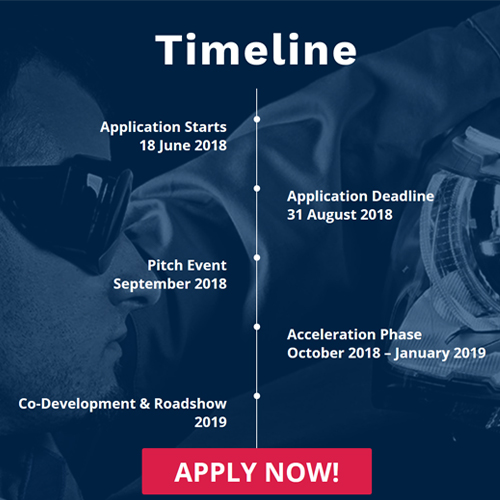 Timeline
Application Starts
18 June 2018
Application Deadline
31 August 2018
Pitch Event
September 2018
Acceleration Phase
October 2018 – January 2019
Co-Development & Roadshow
2019
APPLY NOW!